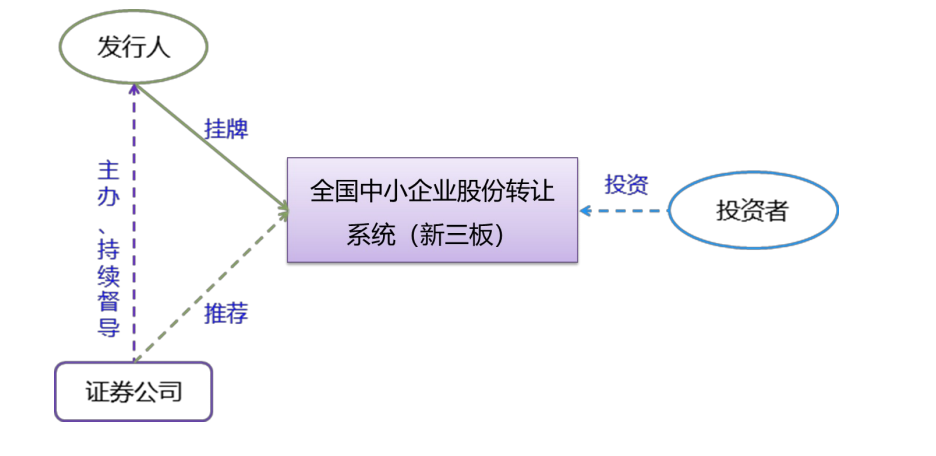 发行人
挂牌
主办、持续督导
全国中小企业股份转让
系统（新三板）
投资
投资者
推荐
证券公司